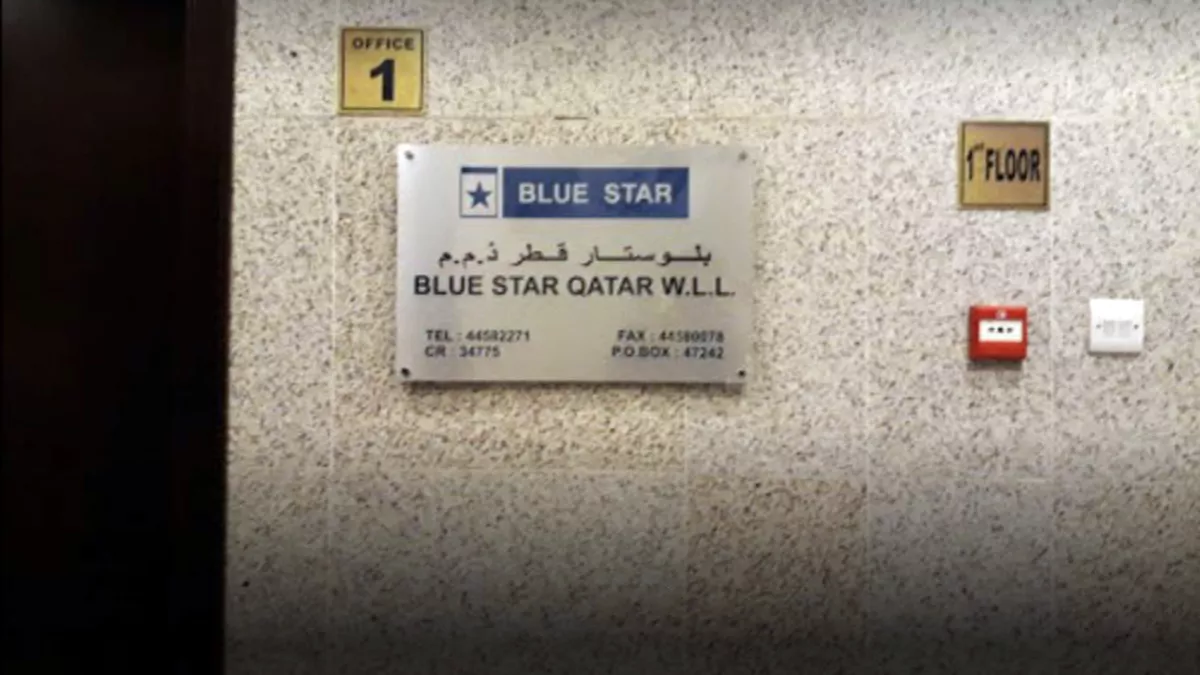 OFFICE
1
1ST FLOOR
BLUE STAR
بلوستار قطر ذ.م.م
BLUE STAR QATAR W.L.L.
TEL : 44582271
FAX : 44580078
CR : 34775
P.O.BOX : 47242